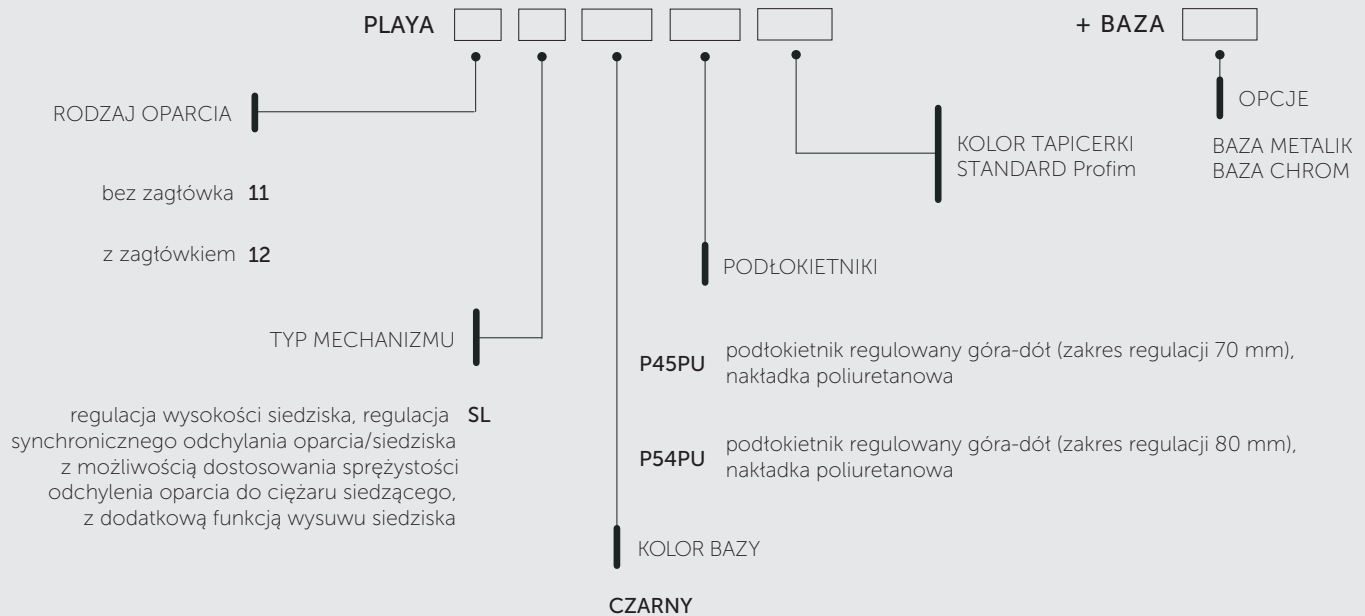 PLAYA
+ BAZA
RODZAJ OPARCIA
bez zagłówka 11
z zagłówkiem 12
TYP MECHANIZMU
regulacja wysokości siedziska, regulacja SL
synchronicznego odchylania oparcia/siedziska
z możliwością dostosowania sprężystości
odchylenia oparcia do ciężaru siedzącego,
z dodatkową funkcją wysuwu siedziska
KOLOR BAZY
CZARNY
PODŁOKIETNIKI
P45PU podłokietnik regulowany góra-dół (zakres regulacji 70 mm),
nakładka poliuretanowa
P54PU podłokietnik regulowany góra-dół (zakres regulacji 80 mm),
nakładka poliuretanowa
KOLOR TAPICERKI
STANDARD Profim
OPCJE
BAZA METALIK
BAZA CHROM